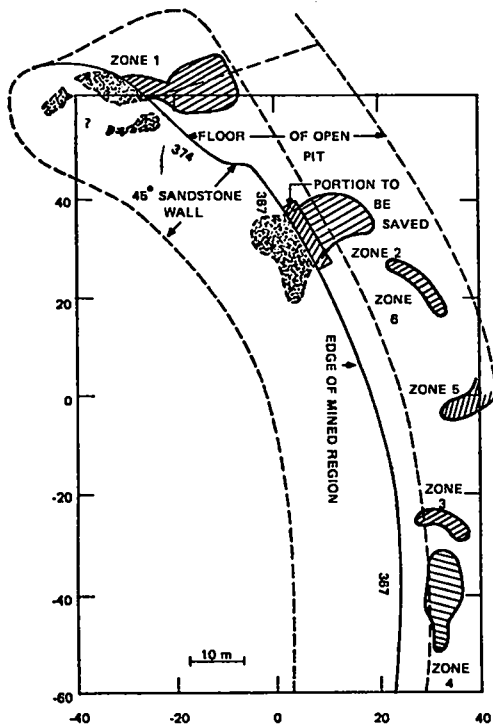 ZONE 1
?
374
FLOOR OF OPEN
PIT
45° SANDSTONE
WALL
367
PORTION TO
BE
SAVED
ZONE 2
ZONE
6
EDGE OF MINED REGION
ZONE 5
ZONE
3
367
ZONE
4
10 m
40
20
0
-20
-40
-60
-40
-20
0
20
40